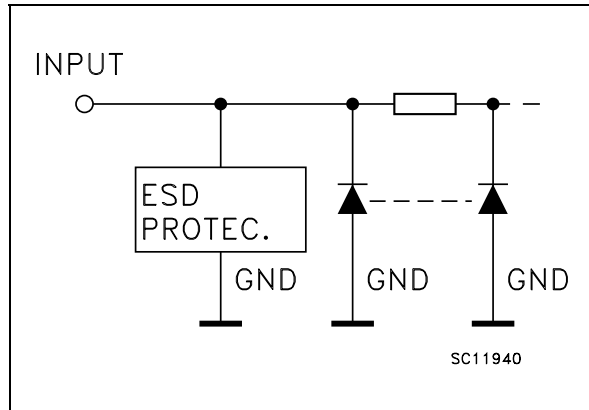 INPUT
ESD
PROTEC.
GND
GND
GND
SC11940